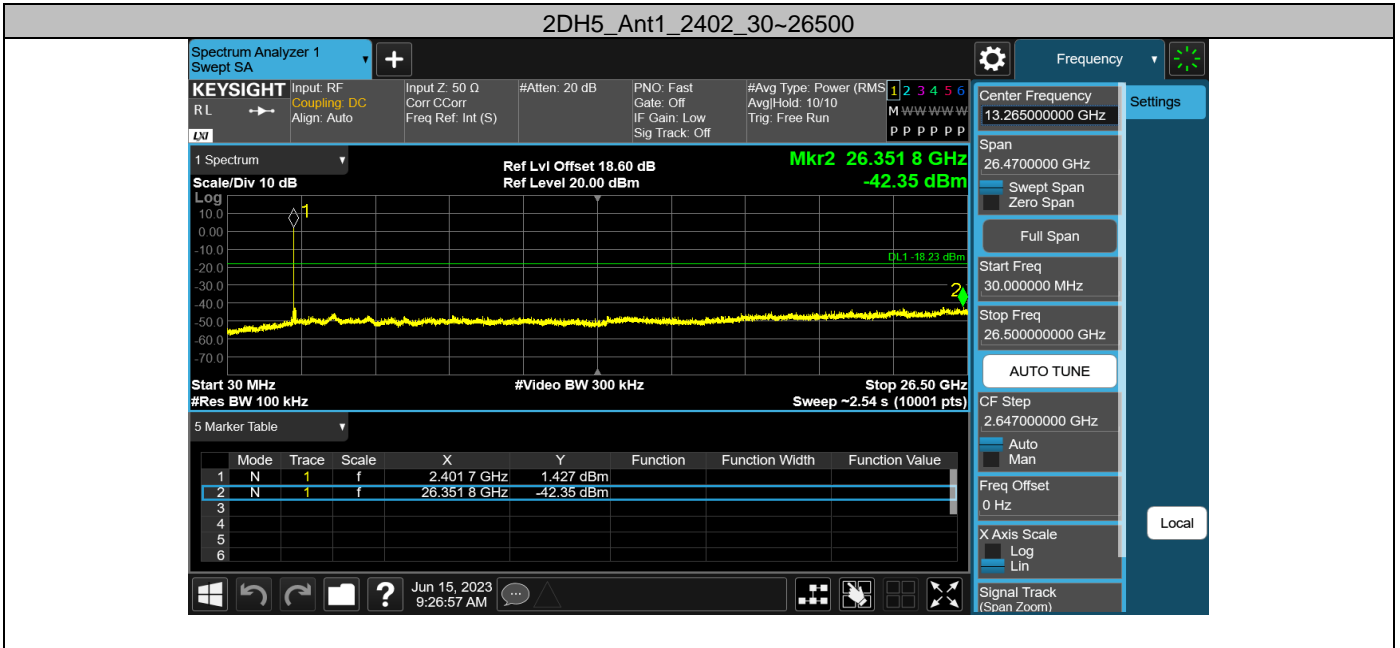 2DH5_Ant1_2402_30~26500
Spectrum Analyzer 1
Swept SA
Frequency
KEYSIGHT
R L
LXI
Input: RF
Coupling: DC
Align: Auto
Input Z: 50 Ω
Corr CCorr
Freq Ref: Int (S)
#Atten: 20 dB
PNO: Fast
Gate: Off
IF Gain: Low
Sig Track: Off
#Avg Type: Power (RMS
Avg|Hold: 10/10
Trig: Free Run
1 2 3 4 5 6
M W W W W W
P P P P P P
1 Spectrum
Scale/Div 10 dB
Ref Lvl Offset 18.60 dB
Ref Level 20.00 dBm
Mkr2 26.351 8 GHz
-42.35 dBm
Log
10.0
0.00
-10.0
-20.0
-30.0
-40.0
-50.0
-60.0
-70.0
1
DL1 -18.23 dBm
2
Start 30 MHz
#Video BW 300 kHz
Stop 26.50 GHz
#Res BW 100 kHz
Sweep ~2.54 s (10001 pts)
5 Marker Table
Mode Trace Scale X Y Function Function Width Function Value
1 N 1 f 2.401 7 GHz 1.427 dBm
2 N 1 f 26.351 8 GHz -42.35 dBm
3
4
5
6
Jun 15, 2023
9:26:57 AM
Center Frequency
13.265000000 GHz
Settings
Span
26.4700000 GHz
Swept Span
Zero Span
Full Span
Start Freq
30.000000 MHz
Stop Freq
26.500000000 GHz
AUTO TUNE
CF Step
2.647000000 GHz
Auto
Man
Freq Offset
0 Hz
Local
X Axis Scale
Log
Lin
Signal Track
(Span Zoom)